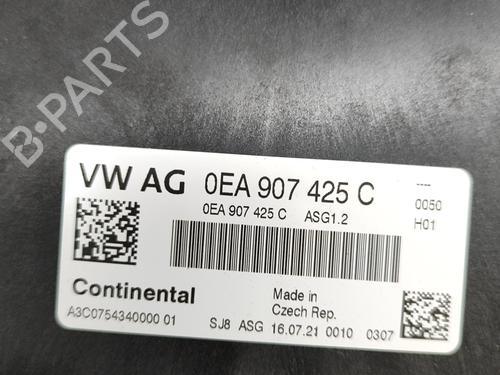 B-PARTS
VW AG 0EA 907 425 C
----
0050
0EA 907 425 C ASG1.2
H01
Continental
Made in
Czech Rep.
A3C0754340000 01
SJ8 ASG 16.07.21 0010 0307